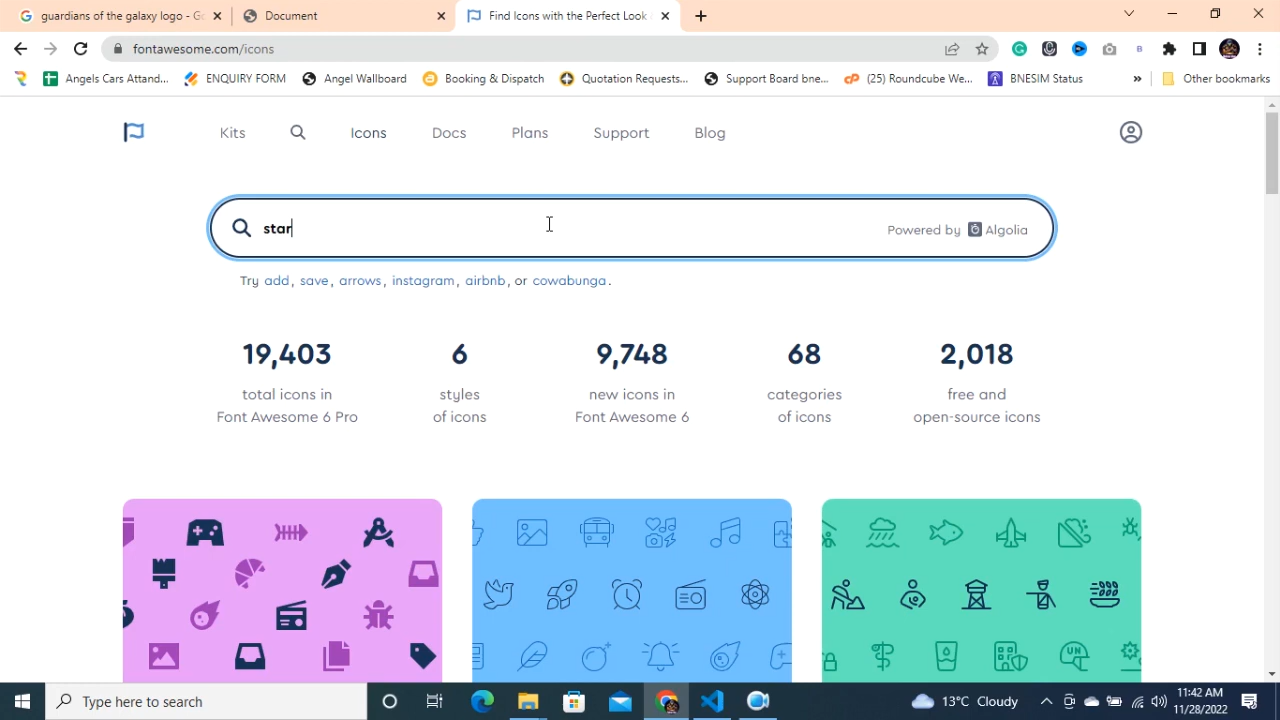 guardians of the galaxy logo - Go
Document
Find Icons with the Perfect Look
fontawesome.com/icons
Angels Cars Attand...
ENQUIRY FORM
Angel Wallboard
Booking & Dispatch
Quotation Requests...
Support Board bne...
(25) Roundcube We...
BNESIM Status
»
Other bookmarks
Kits
Icons
Docs
Plans
Support
Blog
star
Powered by Algolia
Try add, save, arrows, instagram, airbnb, or cowabunga.
19,403
6
9,748
68
2,018
total icons in
styles
new icons in
categories
free and
Font Awesome 6 Pro
of icons
Font Awesome 6
of icons
open-source icons
UN
Type here to search
13°C Cloudy
11:42 AM
11/28/2022